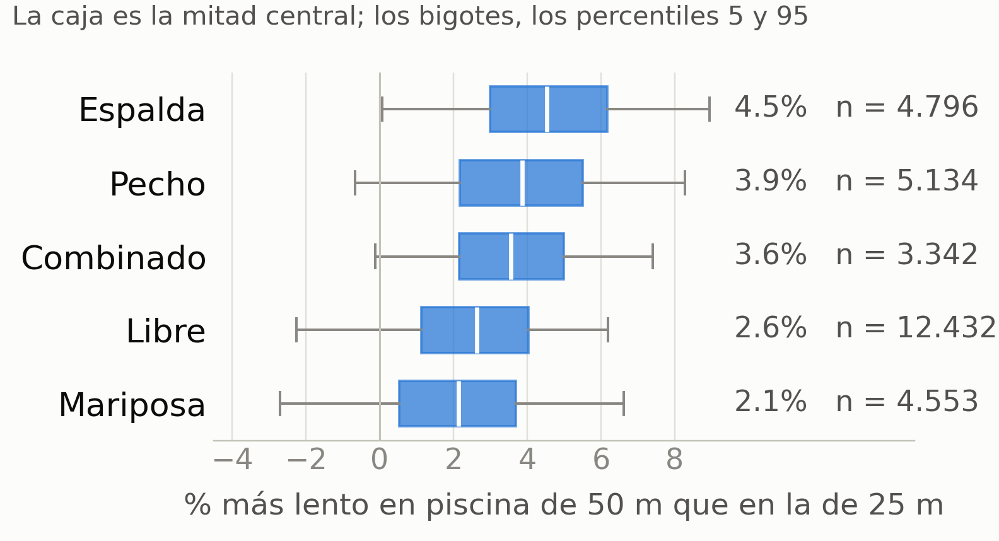 La caja es la mitad central; los bigotes, los percentiles 5 y 95
Espalda 4.5% n = 4.796
Pecho 3.9% n = 5.134
Combinado 3.6% n = 3.342
Libre 2.6% n = 12.432
Mariposa 2.1% n = 4.553
−4 −2 0 2 4 6 8
% más lento en piscina de 50 m que en la de 25 m